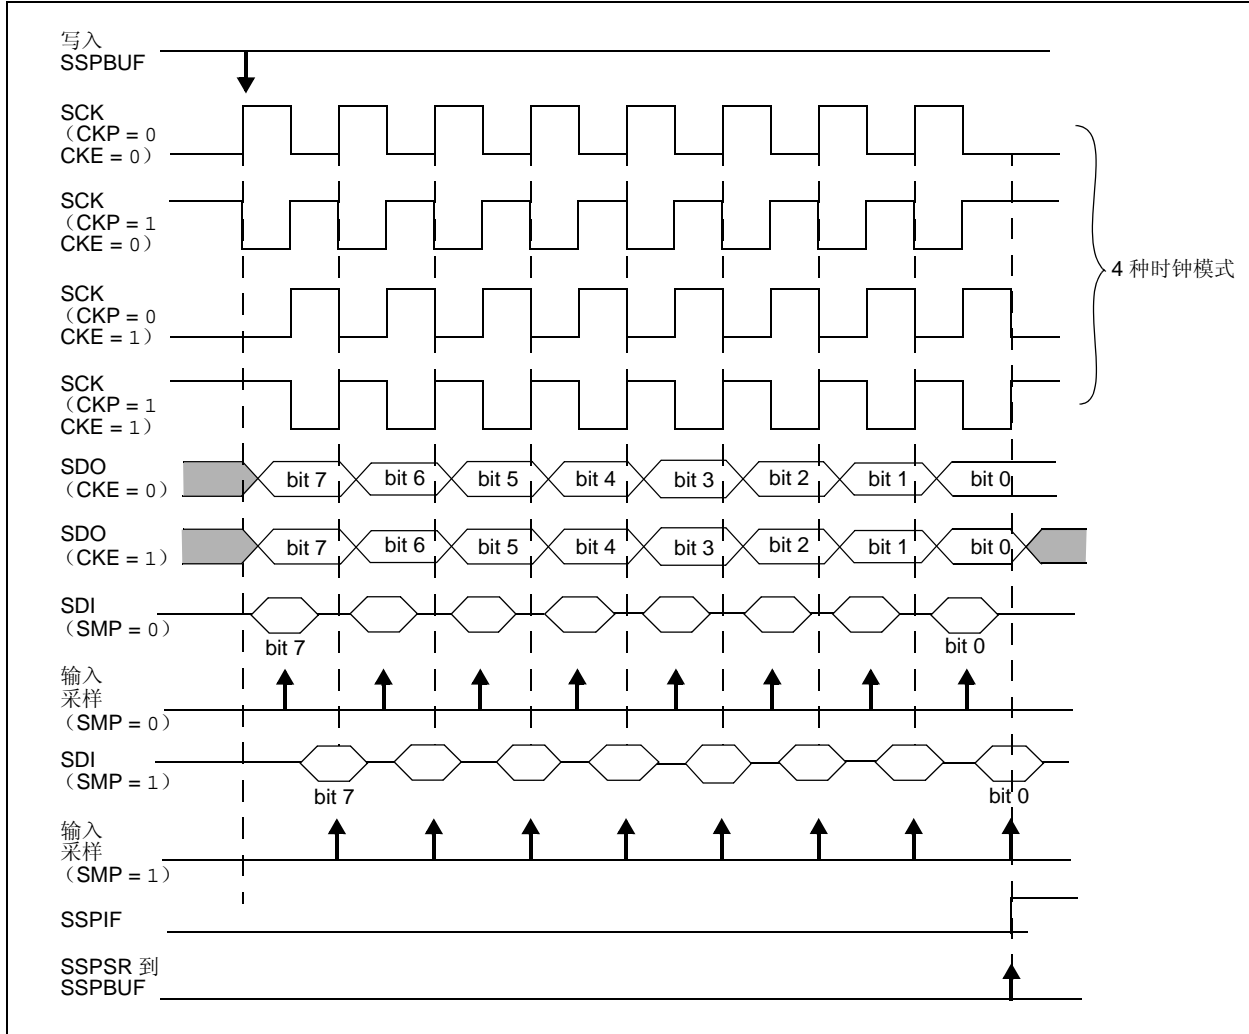 写入
SSPBUF
SCK
（CKP = 0
CKE = 0）
SCK
（CKP = 1
CKE = 0）
4 种时钟模式
SCK
（CKP = 0
CKE = 1）
SCK
（CKP = 1
CKE = 1）
SDO
（CKE = 0）
bit 7 bit 6 bit 5 bit 4 bit 3 bit 2 bit 1 bit 0
SDO
（CKE = 1）
bit 7 bit 6 bit 5 bit 4 bit 3 bit 2 bit 1 bit 0
SDI
（SMP = 0）
bit 7 bit 0
输入
采样
（SMP = 0）
SDI
（SMP = 1）
bit 7 bit 0
输入
采样
（SMP = 1）
SSPIF
SSPSR 到
SSPBUF